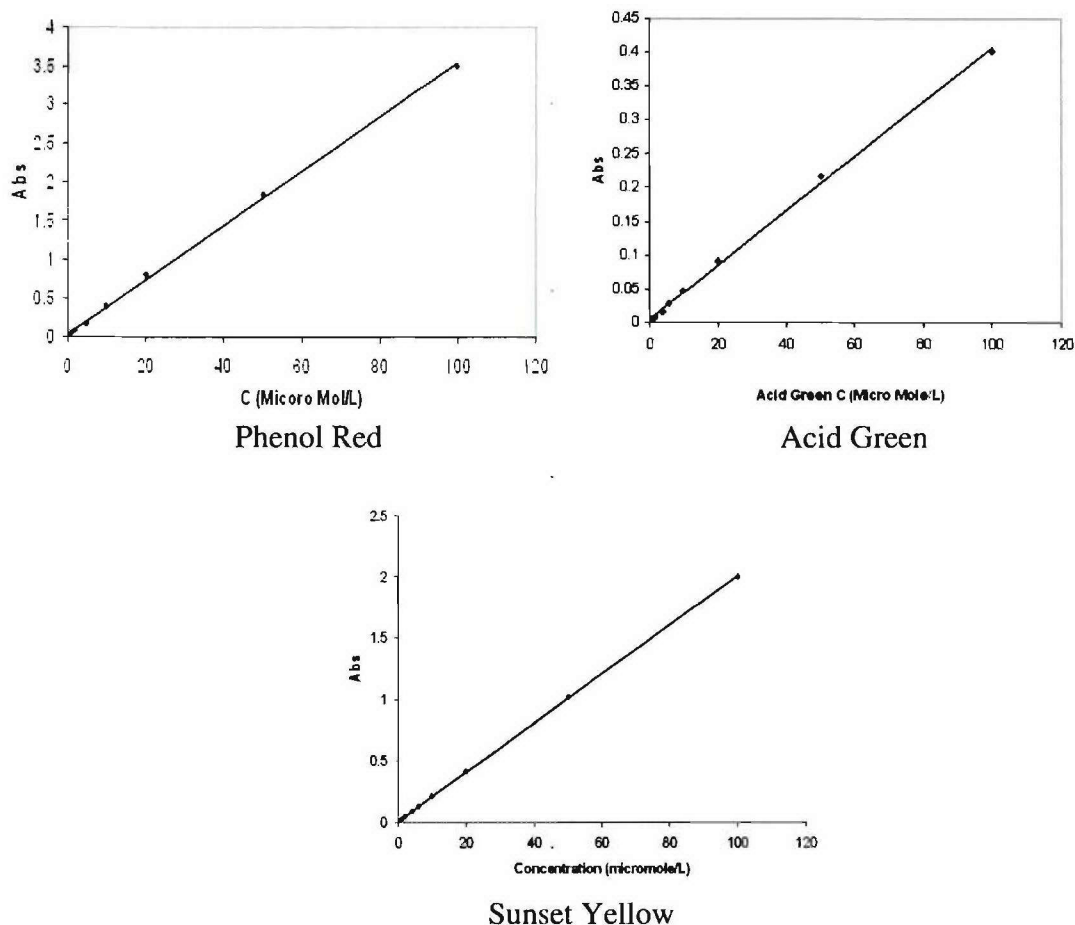 4
3.5
3
2.5
2
1.5
1
0.5
0
Abs
0 20 40 60 80 100 120
C (Micoro Mol/L)
Phenol Red
0.45
0.4
0.35
0.3
0.25
0.2
0.15
0.1
0.05
0
Abs
0 20 40 60 80 100 120
Acid Green C (Micro Mole/L)
Acid Green
2.5
2
1.5
1
0.5
0
Abs
0 20 40 60 80 100 120
Concentration (micromole/L)
Sunset Yellow